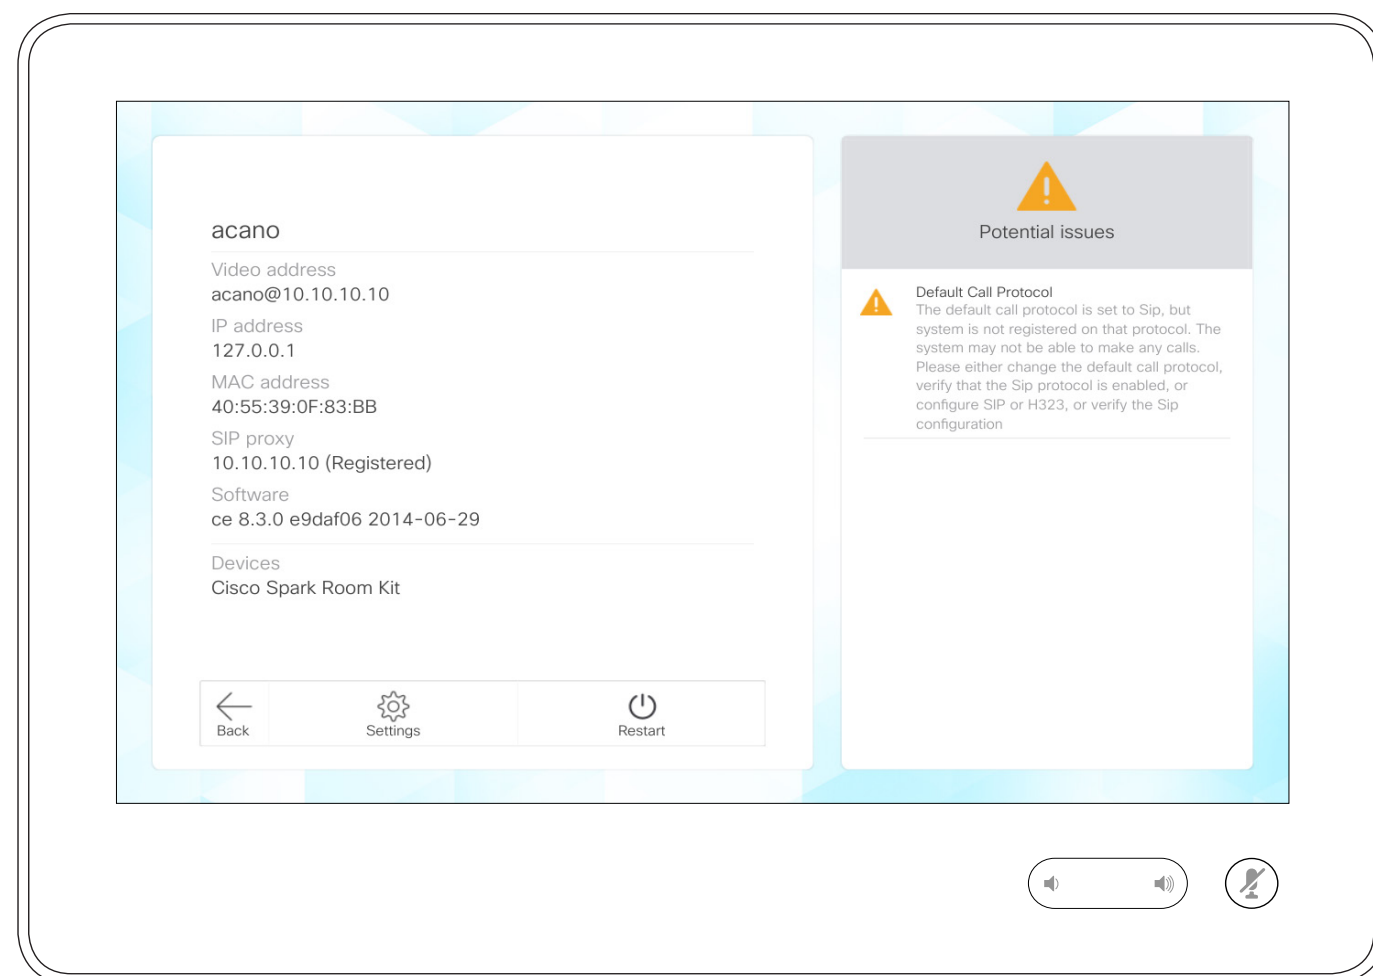 acano
Video address
acano@10.10.10.10
IP address
127.0.0.1
MAC address
40:55:39:0F:83:BB
SIP proxy
10.10.10.10 (Registered)
Software
ce 8.3.0 e9daf06 2014-06-29
Devices
Cisco Spark Room Kit
Back
Settings
Restart
Potential issues
Default Call Protocol
The default call protocol is set to Sip, but
system is not registered on that protocol. The
system may not be able to make any calls.
Please either change the default call protocol,
verify that the Sip protocol is enabled, or
configure SIP or H323, or verify the Sip
configuration